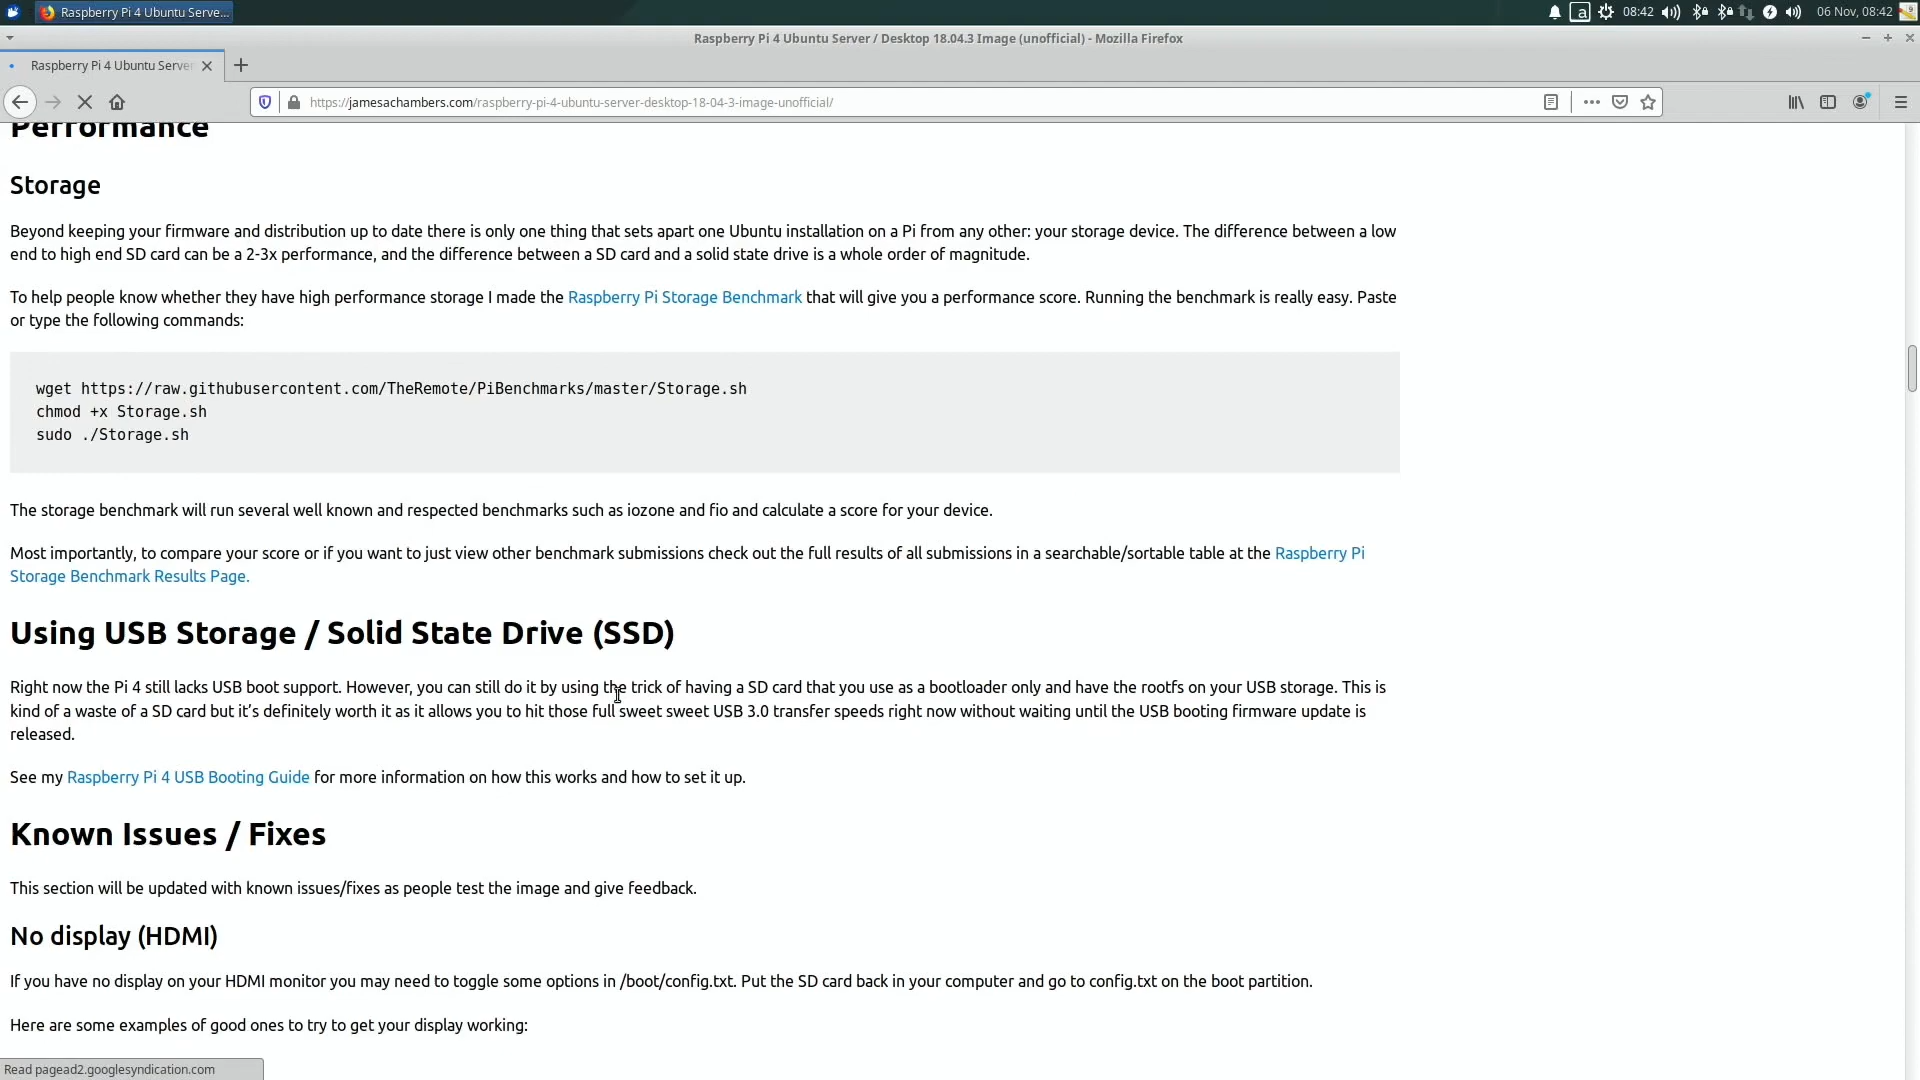 Raspberry Pi 4 Ubuntu Serve...
08:42
06 Nov, 08:42
Raspberry Pi 4 Ubuntu Server / Desktop 18.04.3 Image (unofficial) - Mozilla Firefox
Raspberry Pi 4 Ubuntu Server
https://jamesachambers.com/raspberry-pi-4-ubuntu-server-desktop-18-04-3-image-unofficial/
Performance
Storage
Beyond keeping your firmware and distribution up to date there is only one thing that sets apart one Ubuntu installation on a Pi from any other: your storage device. The difference between a low
end to high end SD card can be a 2-3x performance, and the difference between a SD card and a solid state drive is a whole order of magnitude.
To help people know whether they have high performance storage I made the Raspberry Pi Storage Benchmark that will give you a performance score. Running the benchmark is really easy. Paste
or type the following commands:
wget https://raw.githubusercontent.com/TheRemote/PiBenchmarks/master/Storage.sh
chmod +x Storage.sh
sudo ./Storage.sh
The storage benchmark will run several well known and respected benchmarks such as iozone and fio and calculate a score for your device.
Most importantly, to compare your score or if you want to just view other benchmark submissions check out the full results of all submissions in a searchable/sortable table at the Raspberry Pi
Storage Benchmark Results Page.
Using USB Storage / Solid State Drive (SSD)
Right now the Pi 4 still lacks USB boot support. However, you can still do it by using the trick of having a SD card that you use as a bootloader only and have the rootfs on your USB storage. This is
kind of a waste of a SD card but it’s definitely worth it as it allows you to hit those full sweet sweet USB 3.0 transfer speeds right now without waiting until the USB booting firmware update is
released.
See my Raspberry Pi 4 USB Booting Guide for more information on how this works and how to set it up.
Known Issues / Fixes
This section will be updated with known issues/fixes as people test the image and give feedback.
No display (HDMI)
If you have no display on your HDMI monitor you may need to toggle some options in /boot/config.txt. Put the SD card back in your computer and go to config.txt on the boot partition.
Here are some examples of good ones to try to get your display working:
Read pagead2.googlesyndication.com